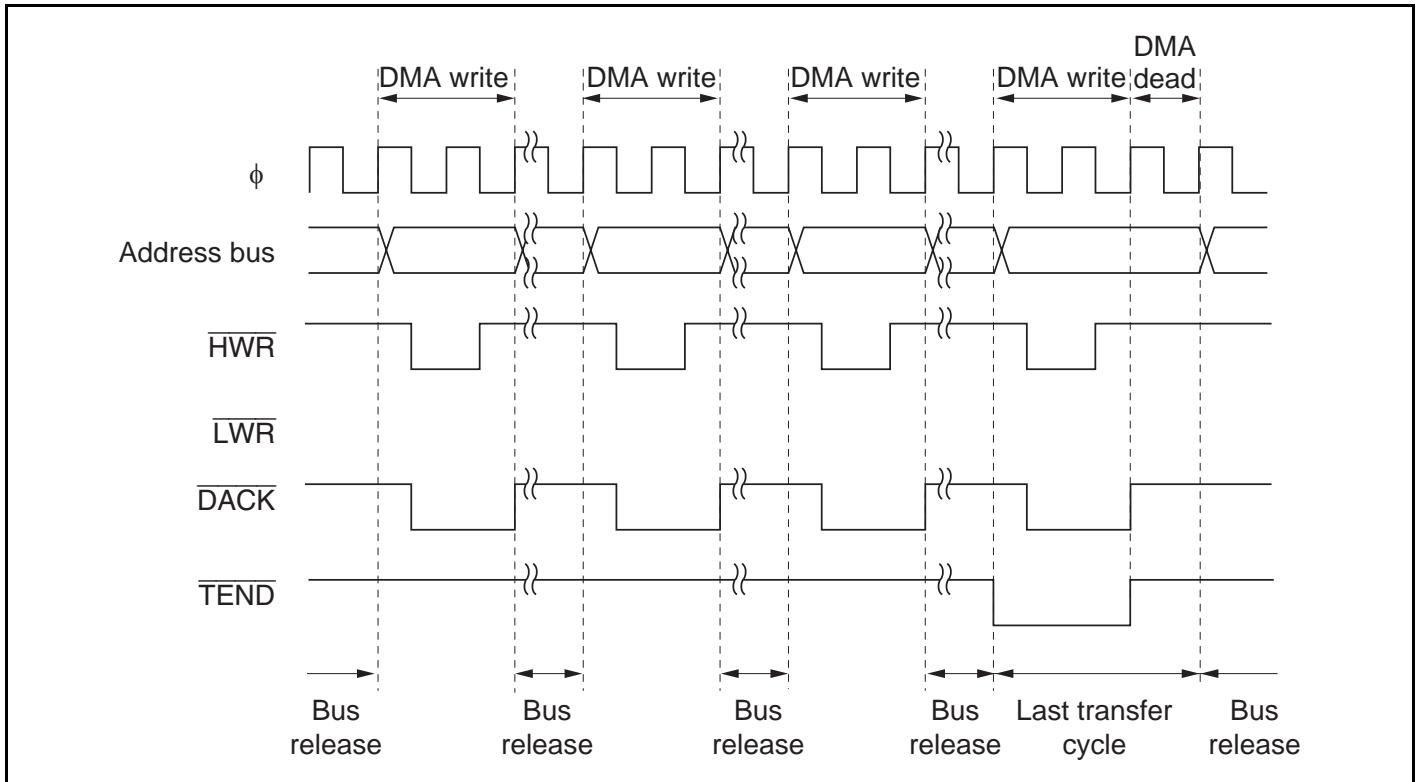 DMA
DMA write DMA write DMA write DMA write dead
ϕ
Address bus
HWR
LWR
DACK
TEND
Bus release
Bus release
Bus release
Bus release
Last transfer cycle
Bus release